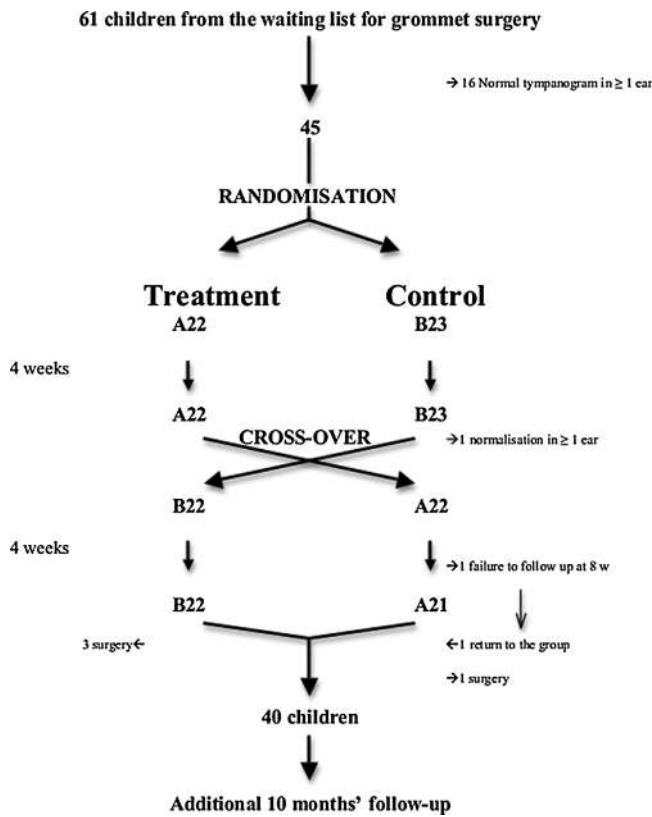 61 children from the waiting list for grommet surgery
→ 16 Normal tympanogram in ≥ 1 ear
45
RANDOMISATION
Treatment Control
A22 B23
4 weeks
A22 B23
CROSS-OVER
→1 normalisation in ≥ 1 ear
B22 A22
4 weeks
→1 failure to follow up at 8 w
B22 A21
3 surgery← ←1 return to the group
→1 surgery
40 children
Additional 10 months' follow-up